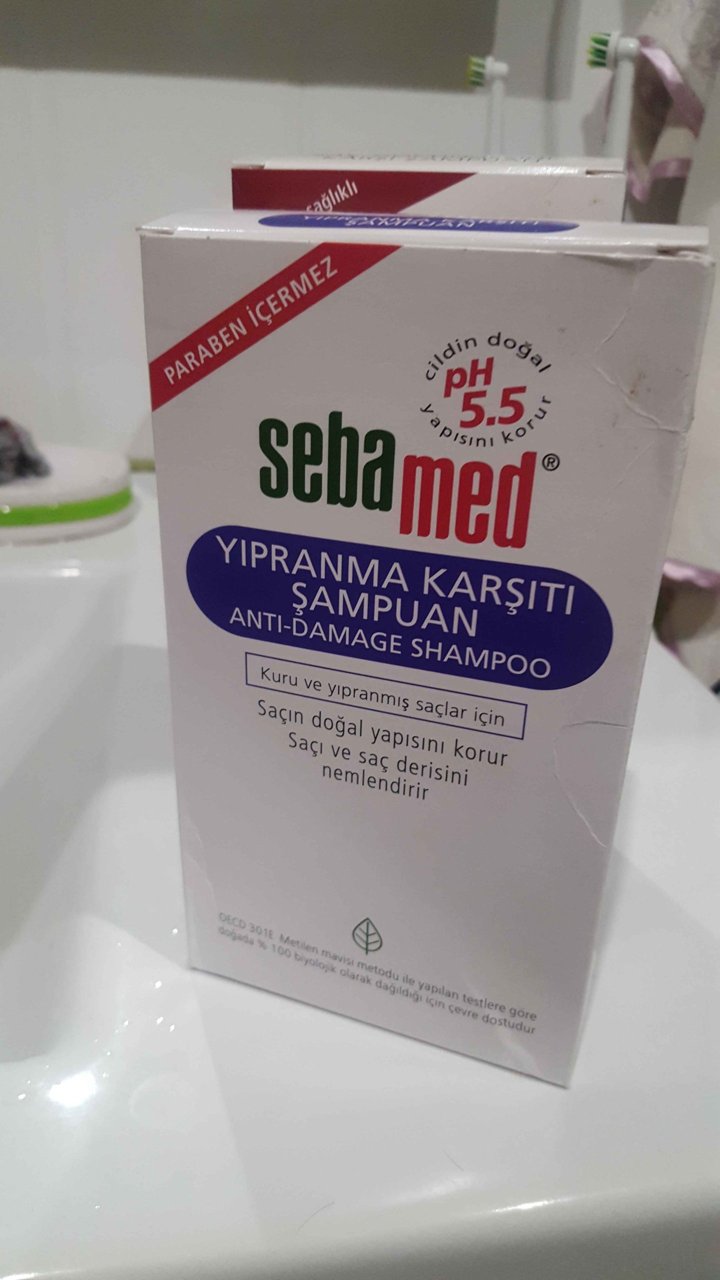 sağlıklı
YIPRANMA KARŞITI
ŞAMPUAN
PARABEN İÇERMEZ
cildin doğal
pH
5.5
yapısını korur
sebamed®
YIPRANMA KARŞITI
ŞAMPUAN
ANTI-DAMAGE SHAMPOO
Kuru ve yıpranmış saçlar için
Saçın doğal yapısını korur
Saçı ve saç derisini
nemlendirir
OECD 301E. Metilen mavisi metodu ile yapılan testlere göre
doğada % 100 biyolojik olarak dağıldığı için çevre dostudur